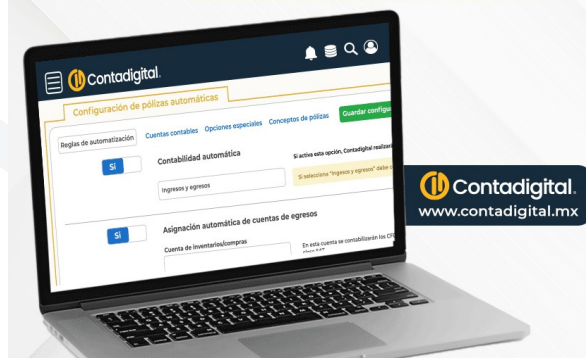 Contadigital.
Configuración de pólizas automáticas
Reglas de automatización
Cuentas contables
Opciones especiales
Conceptos de pólizas
Guardar configur
Sí
Contabilidad automática
Ingresos y egresos
Si activa esta opción, Contadigital realizar
Si selecciona "Ingesos y egresos" debe c
Sí
Asignación automática de cuentas de egresos
Cuenta de inventarios/compras
En esta cuenta se contabilizarán los CF
Contadigital.
www.contadigital.mx